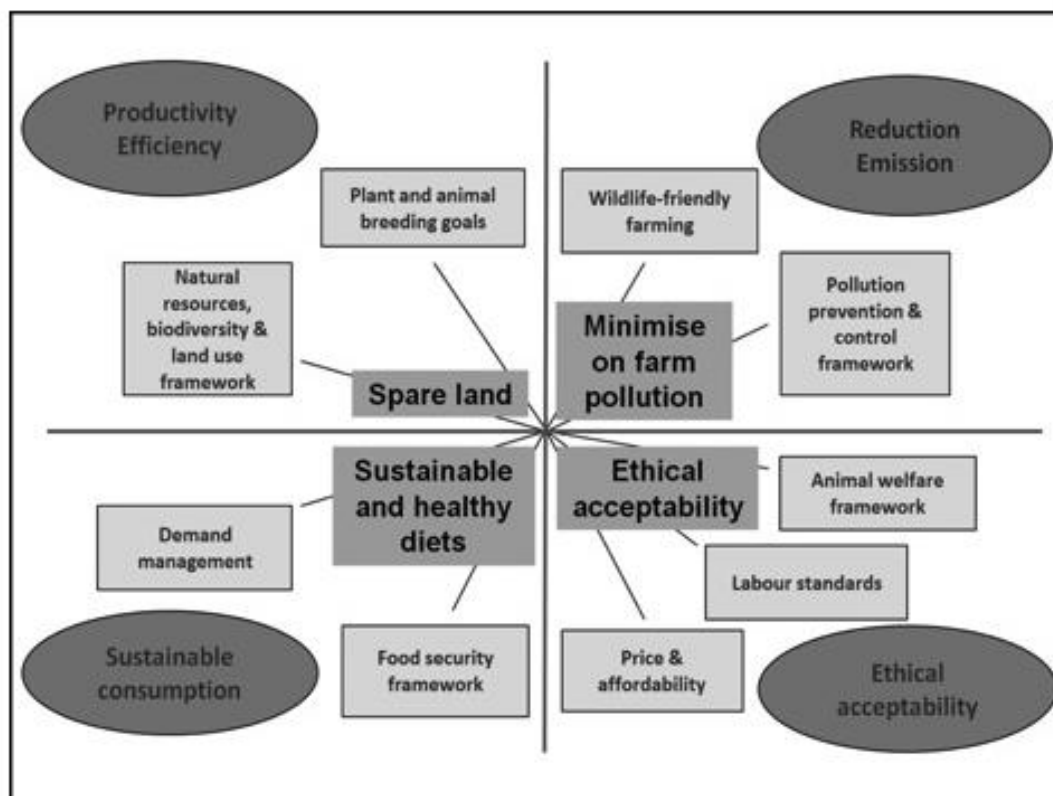 Productivity
Efficiency
Plant and animal
breeding goals
Natural
resources,
biodiversity &
land use
framework
Spare land
Reduction
Emission
Wildlife-friendly
farming
Pollution
prevention &
control
framework
Minimise
on farm
pollution
Sustainable
and healthy
diets
Demand
management
Food security
framework
Sustainable
consumption
Ethical
acceptability
Animal welfare
framework
Labour standards
Price &
affordability
Ethical
acceptability